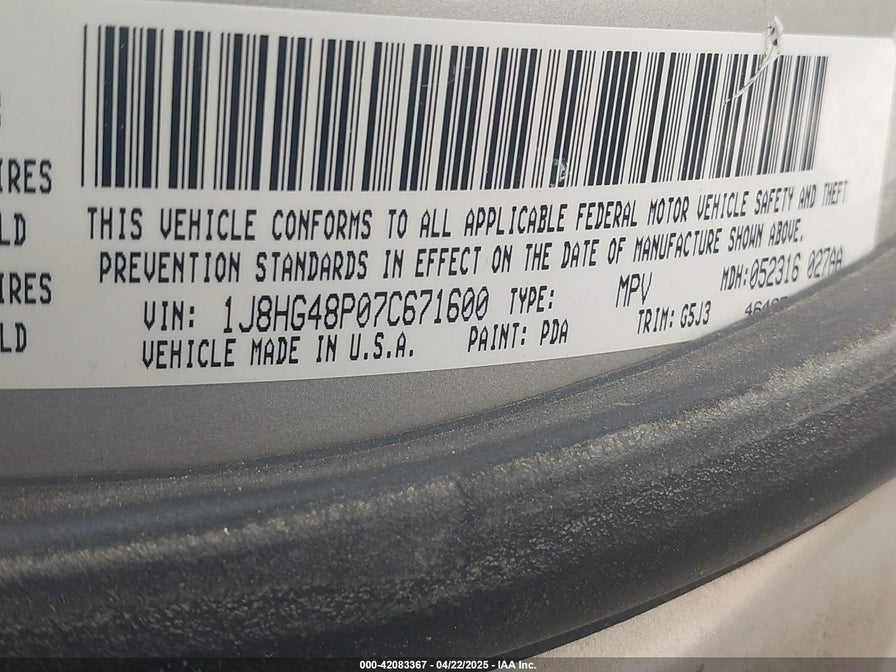 IRES
LD
IRES
LD
THIS VEHICLE CONFORMS TO ALL APPLICABLE FEDERAL MOTOR VEHICLE SAFETY AND THEFT
PREVENTION STANDARDS IN EFFECT ON THE DATE OF MANUFACTURE SHOWN ABOVE.
MDH:052316 027AA
VIN: 1J8HG48P07C671600 TYPE: MPV
VEHICLE MADE IN U.S.A. PAINT: PDA TRIM: G5J3
000-42083367 - 04/22/2025 - IAA Inc.